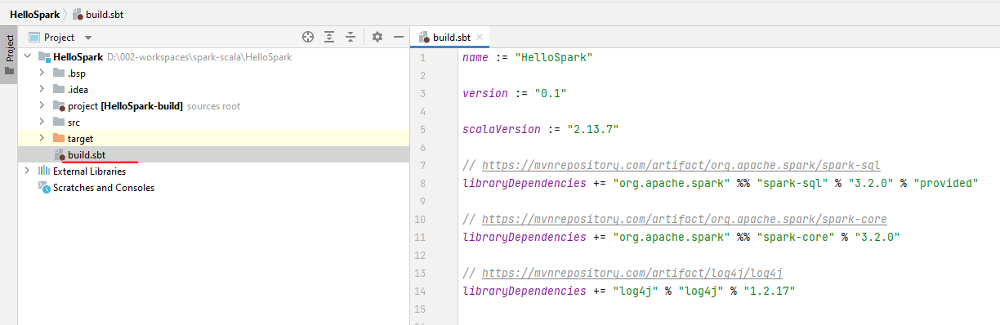 HelloSpark > build.sbt
Project
Project
HelloSpark D:\002-workspaces\spark-scala\HelloSpark
.bsp
.idea
project [HelloSpark-build] sources root
src
target
build.sbt
External Libraries
Scratches and Consoles
build.sbt
1 name := "HelloSpark"
2
3 version := "0.1"
4
5 scalaVersion := "2.13.7"
6
7 // https://mvnrepository.com/artifact/org.apache.spark/spark-sql
8 libraryDependencies += "org.apache.spark" %% "spark-sql" % "3.2.0" % "provided"
9
10 // https://mvnrepository.com/artifact/org.apache.spark/spark-core
11 libraryDependencies += "org.apache.spark" %% "spark-core" % "3.2.0"
12
13 // https://mvnrepository.com/artifact/log4j/log4j
14 libraryDependencies += "log4j" % "log4j" % "1.2.17"
15